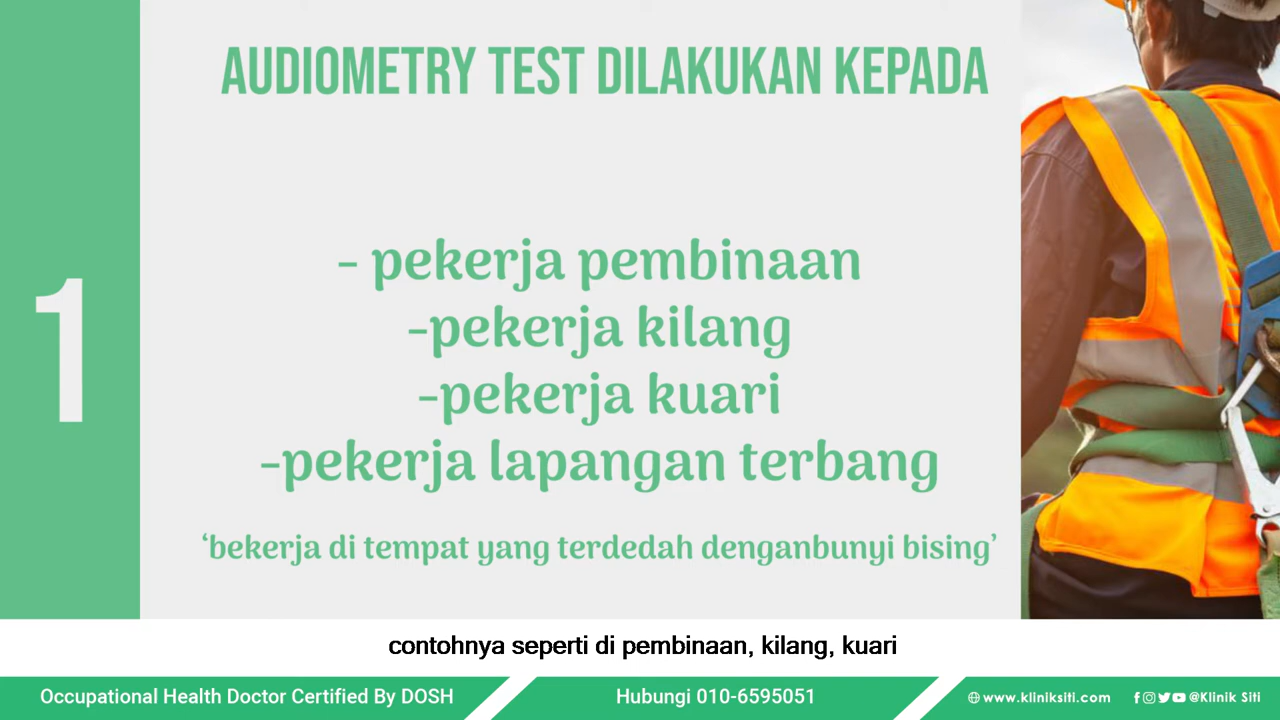 AUDIOMETRY TEST DILAKUKAN KEPADA
1
- pekerja pembinaan
-pekerja kilang
-pekerja kuari
-pekerja lapangan terbang
‘bekerja di tempat yang terdedah denganbunyi bising’
contohnya seperti di pembinaan, kilang, kuari
Occupational Health Doctor Certified By DOSH
Hubungi 010-6595051
www.kliniksiti.com
@Klinik Siti